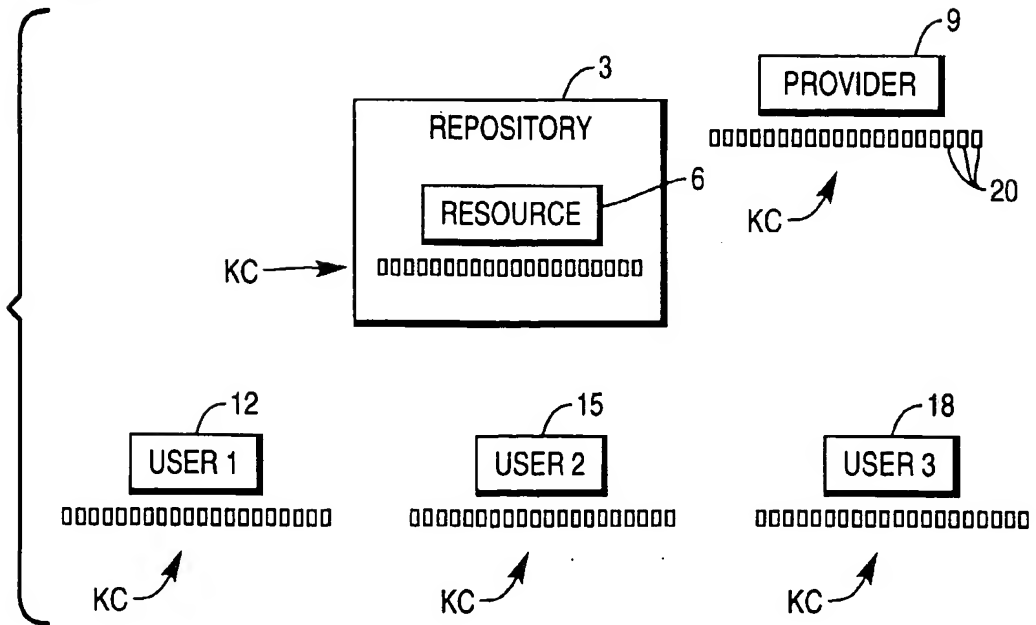 9
PROVIDER
3
REPOSITORY
6
RESOURCE
20
KC
KC
12
USER 1
15
USER 2
18
USER 3
KC
KC
KC